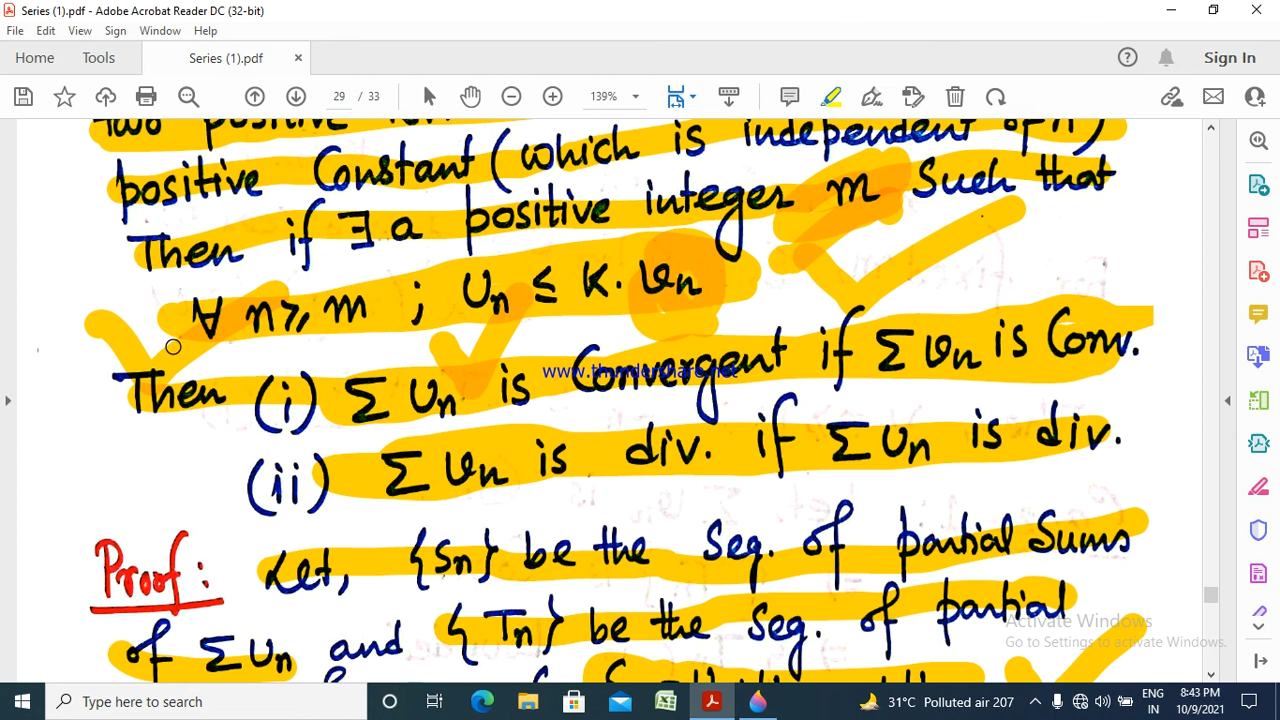 Series (1).pdf - Adobe Acrobat Reader DC (32-bit)
File Edit View Sign Window Help
Home Tools Series (1).pdf × Sign In
29 / 33 139%
Two positive
positive Constant (which is independent of n)
Then if ∃ a positive integer m Such that
∀ n ≥ m ; Un ≤ K. vn
Then (i) Σ Un is Convergent if Σ vn is Conv.
www.thundershare.net
(ii) Σ vn is div. if Σ Un is div.
Proof: Let, {Sn} be the Seq. of partial Sums
of Σ Un and {Tn} be the Seq. of partial
Activate Windows
Go to Settings to activate Windows.
Type here to search
31°C Polluted air 207
ENG
IN
8:43 PM
10/9/2021